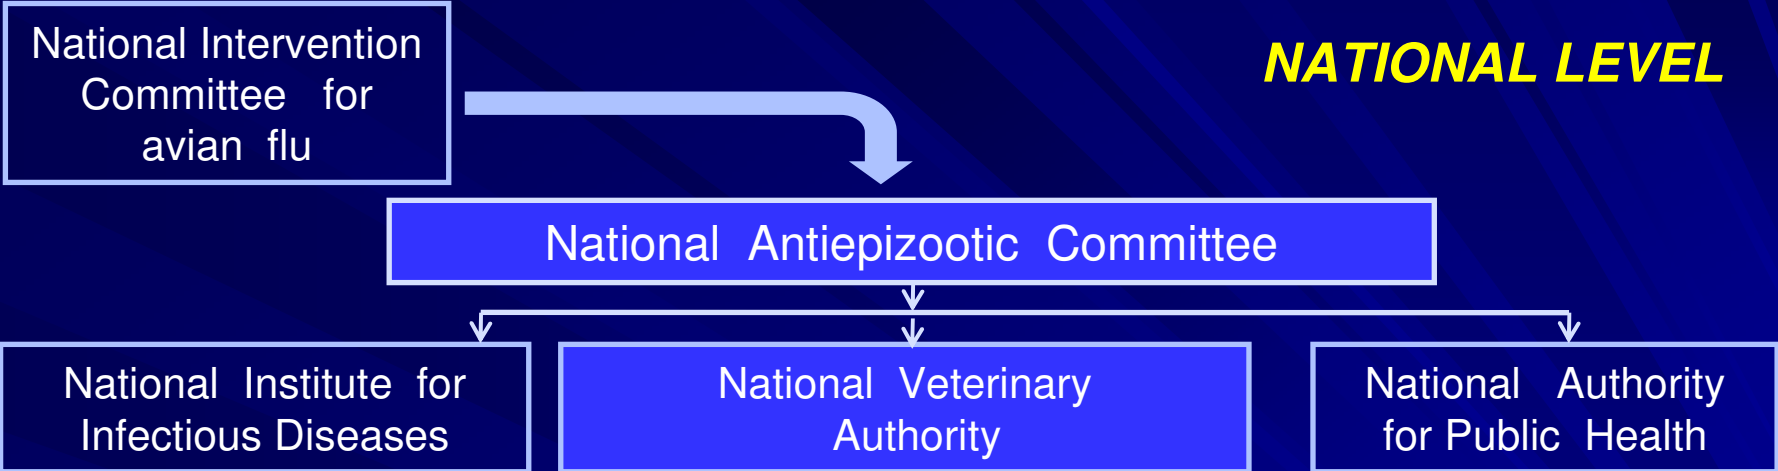 National Intervention
Committee for
avian flu
NATIONAL LEVEL
National Antiepizootic Committee
National Institute for
Infectious Diseases
National Veterinary
Authority
National Authority
for Public Health